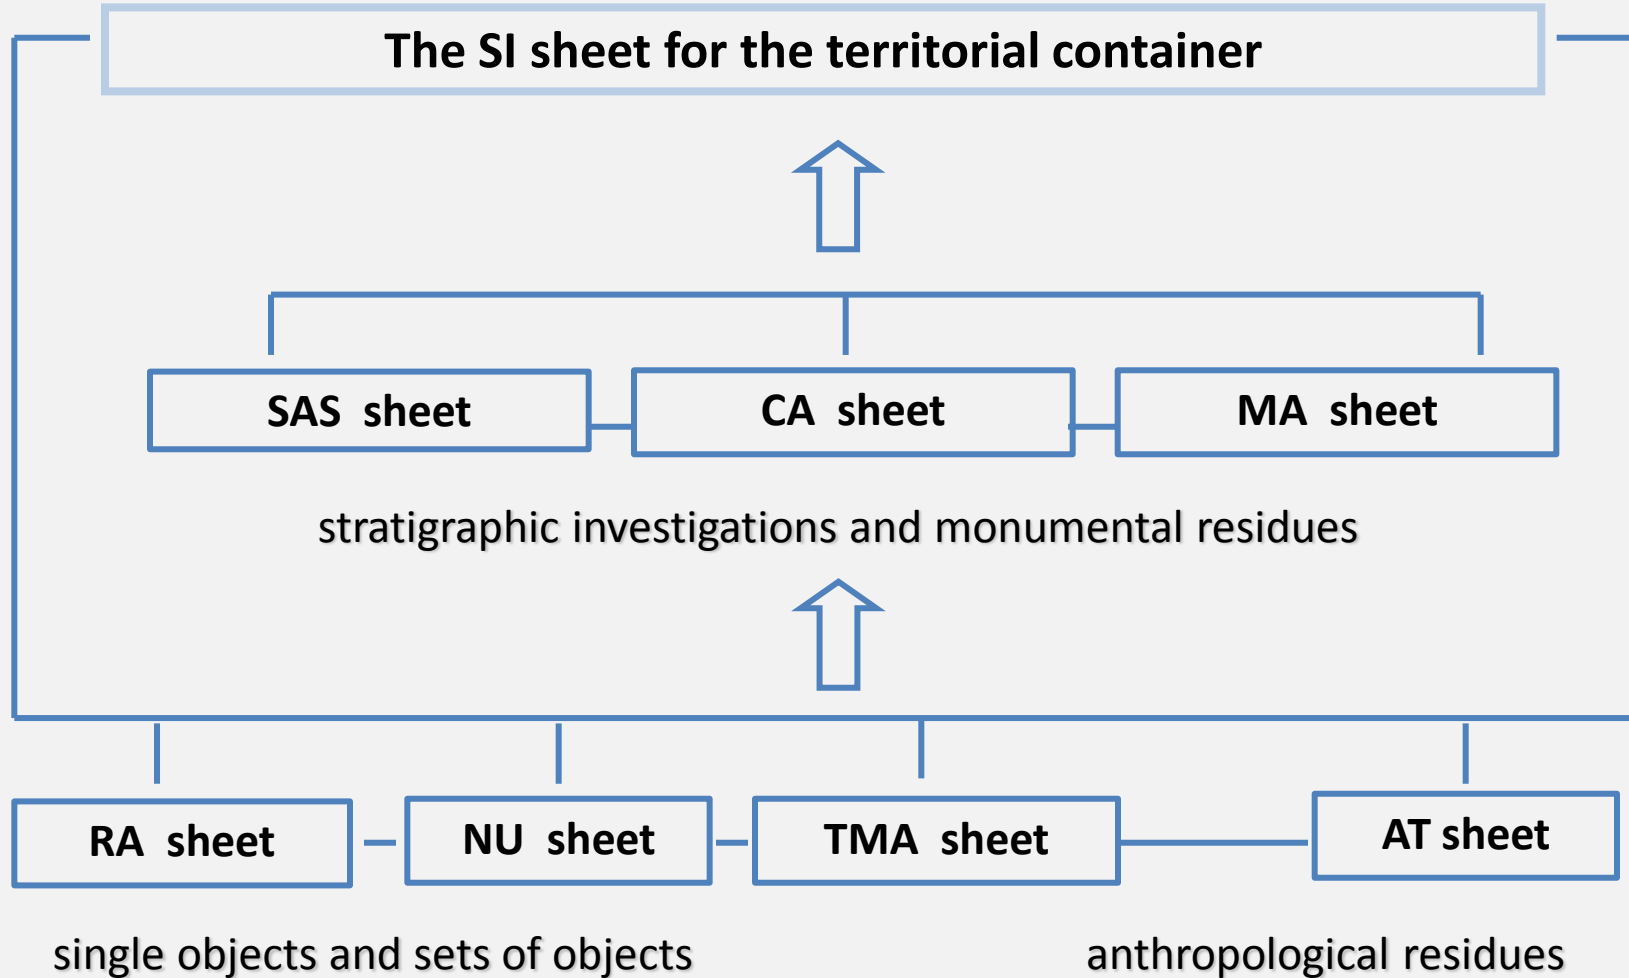 The SI sheet for the territorial container
SAS sheet
CA sheet
MA sheet
stratigraphic investigations and monumental residues
RA sheet
NU sheet
TMA sheet
AT sheet
single objects and sets of objects
anthropological residues